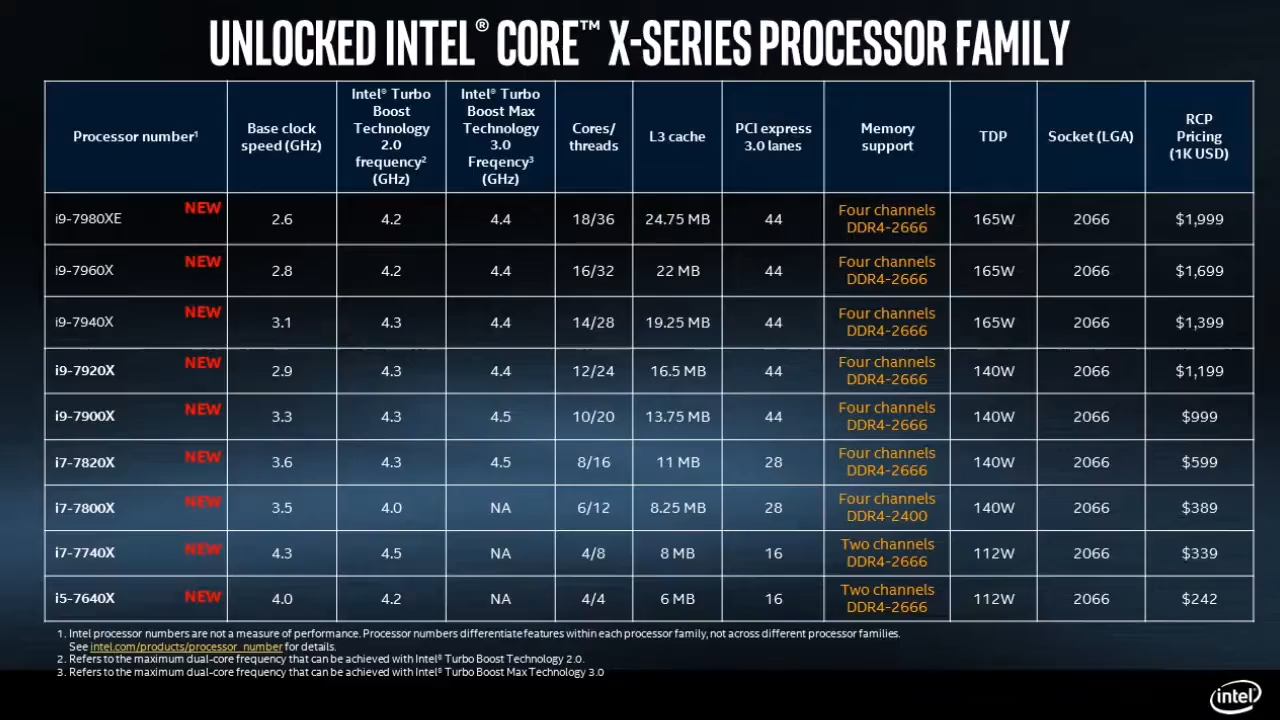 UNLOCKED INTEL® CORE™ X-SERIES PROCESSOR FAMILY
Processor number¹
Base clock
speed (GHz)
Intel® Turbo
Boost
Technology
2.0
frequency²
(GHz)
Intel® Turbo
Boost Max
Technology
3.0
Freqency³
(GHz)
Cores/
threads
L3 cache
PCI express
3.0 lanes
Memory
support
TDP
Socket (LGA)
RCP
Pricing
(1K USD)
i9-7980XE NEW 2.6 4.2 4.4 18/36 24.75 MB 44 Four channels DDR4-2666 165W 2066 $1,999
i9-7960X NEW 2.8 4.2 4.4 16/32 22 MB 44 Four channels DDR4-2666 165W 2066 $1,699
i9-7940X NEW 3.1 4.3 4.4 14/28 19.25 MB 44 Four channels DDR4-2666 165W 2066 $1,399
i9-7920X NEW 2.9 4.3 4.4 12/24 16.5 MB 44 Four channels DDR4-2666 140W 2066 $1,199
i9-7900X NEW 3.3 4.3 4.5 10/20 13.75 MB 44 Four channels DDR4-2666 140W 2066 $999
i7-7820X NEW 3.6 4.3 4.5 8/16 11 MB 28 Four channels DDR4-2666 140W 2066 $599
i7-7800X NEW 3.5 4.0 NA 6/12 8.25 MB 28 Four channels DDR4-2400 140W 2066 $389
i7-7740X NEW 4.3 4.5 NA 4/8 8 MB 16 Two channels DDR4-2666 112W 2066 $339
i5-7640X NEW 4.0 4.2 NA 4/4 6 MB 16 Two channels DDR4-2666 112W 2066 $242
1. Intel processor numbers are not a measure of performance. Processor numbers differentiate features within each processor family, not across different processor families.
See intel.com/products/processor_number for details.
2. Refers to the maximum dual-core frequency that can be achieved with Intel® Turbo Boost Technology 2.0.
3. Refers to the maximum dual-core frequency that can be achieved with Intel® Turbo Boost Max Technology 3.0
intel